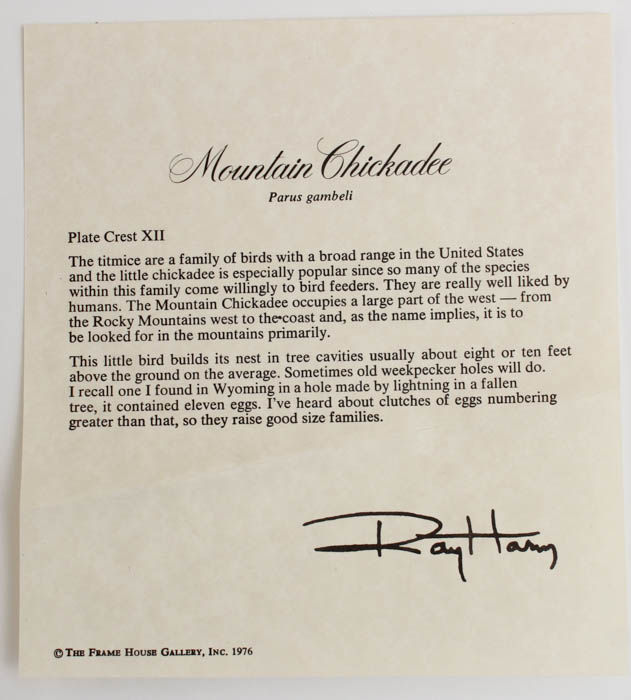 Mountain Chickadee
Parus gambeli
Plate Crest XII
The titmice are a family of birds with a broad range in the United States
and the little chickadee is especially popular since so many of the species
within this family come willingly to bird feeders. They are really well liked by
humans. The Mountain Chickadee occupies a large part of the west — from
the Rocky Mountains west to the coast and, as the name implies, it is to
be looked for in the mountains primarily.
This little bird builds its nest in tree cavities usually about eight or ten feet
above the ground on the average. Sometimes old weekpecker holes will do.
I recall one I found in Wyoming in a hole made by lightning in a fallen
tree, it contained eleven eggs. I've heard about clutches of eggs numbering
greater than that, so they raise good size families.
Ray Harm
© The Frame House Gallery, Inc. 1976